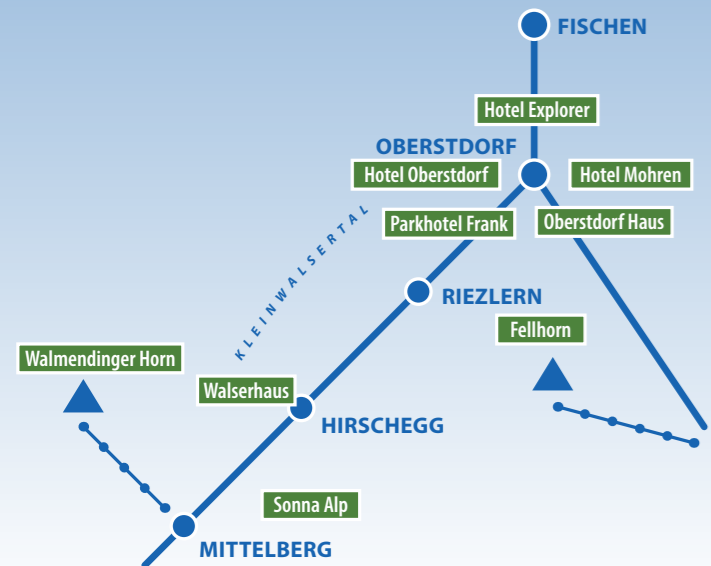 FISCHEN
Hotel Explorer
OBERSTDORF
Hotel Oberstdorf
Hotel Mohren
Parkhotel Frank
Oberstdorf Haus
KLEINWALSERTAL
RIEZLERN
Fellhorn
Walmendinger Horn
Walserhaus
HIRSCHEGG
Sonna Alp
MITTELBERG